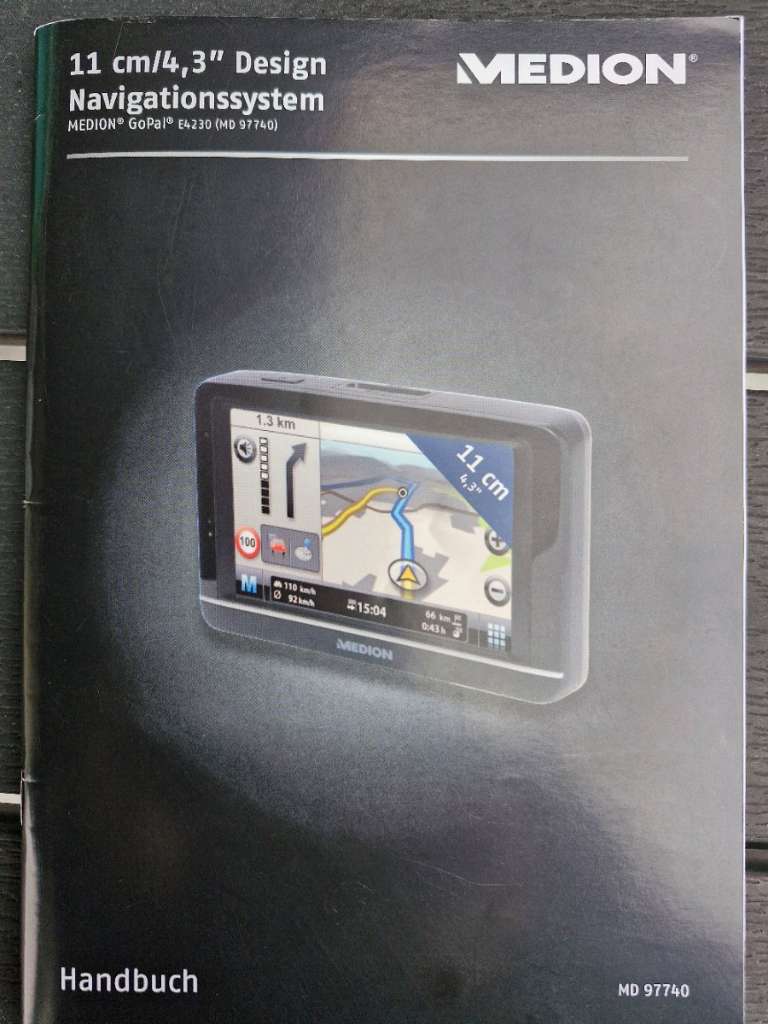 11 cm/4,3” Design
Navigationssystem
MEDION® GoPal® E4230 (MD 97740)
MEDION®
1.3 km
11 cm
4,3"
100
M
110 km/h
Ø 92 km/h
15:04
66 km
0:43 h
MEDION
Handbuch
MD 97740